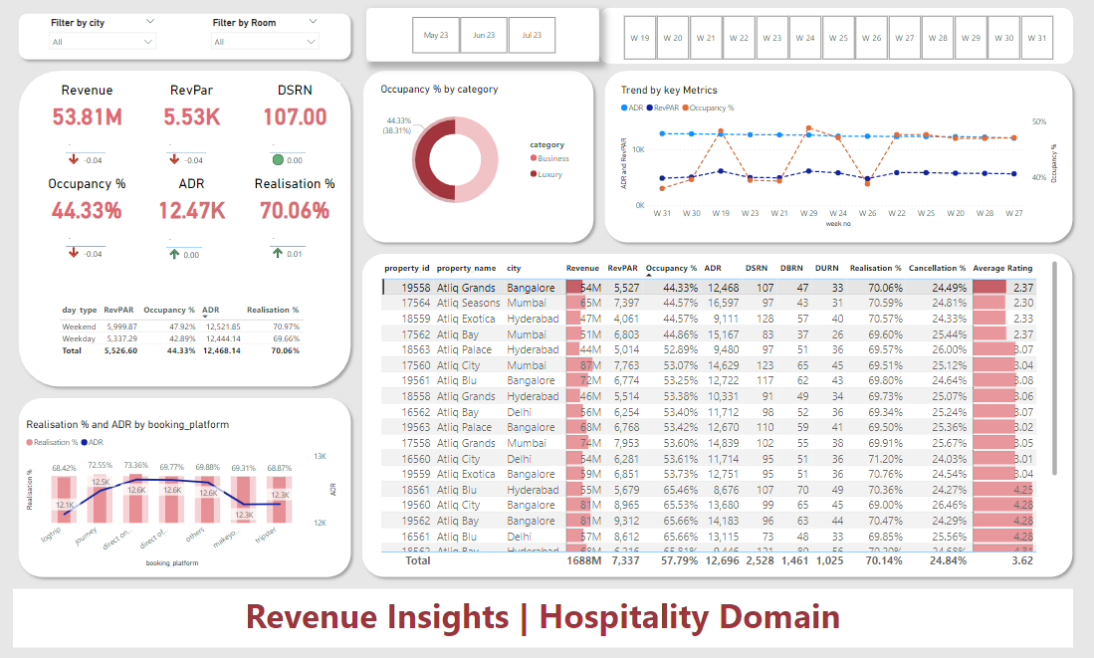 Filter by city
All
Filter by Room
All
May 23 Jun 23 Jul 23
W 19 W 20 W 21 W 22 W 23 W 24 W 25 W 26 W 27 W 28 W 29 W 30 W 31
Revenue RevPar DSRN
53.81M 5.53K 107.00
-0.04 -0.04 0.00
Occupancy % ADR Realisation %
44.33% 12.47K 70.06%
-0.04 0.00 0.01
day_type RevPAR Occupancy % ADR Realisation %
Weekend 5,999.87 47.92% 12,521.85 70.97%
Weekday 5,337.29 42.89% 12,444.14 69.66%
Total 5,526.60 44.33% 12,468.14 70.06%
Occupancy % by category
44.33%
(38.31%)
category
Business
Luxury
Trend by key Metrics
ADR RevPAR Occupancy %
ADR and RevPAR
10K
0K
50%
40%
Occupancy %
W 31 W 30 W 19 W 23 W 21 W 29 W 24 W 26 W 22 W 20 W 28 W 27
week no
property_id property_name city Revenue RevPAR Occupancy % ADR DSRN DBRN DURN Realisation % Cancellation % Average Rating
19558 Atliq Grands Bangalore 54M 5,527 44.33% 12,468 107 47 33 70.06% 24.49% 2.37
17564 Atliq Seasons Mumbai 65M 7,397 44.57% 16,597 97 43 31 70.59% 24.81% 2.30
18559 Atliq Exotica Hyderabad 47M 4,061 44.57% 9,111 128 57 40 70.57% 24.33% 2.33
17562 Atliq Bay Mumbai 51M 6,803 44.86% 15,167 83 37 26 69.60% 25.44% 2.37
18563 Atliq Palace Hyderabad 44M 5,014 52.89% 9,480 97 51 36 69.57% 26.00% 3.07
17560 Atliq City Mumbai 87M 7,763 53.07% 14,629 123 65 45 69.51% 25.12% 3.04
19561 Atliq Blu Bangalore 72M 6,774 53.25% 12,722 117 62 43 69.80% 24.64% 3.08
18558 Atliq Grands Hyderabad 46M 5,514 53.38% 10,331 91 49 34 69.73% 25.07% 3.06
16562 Atliq Bay Delhi 56M 6,254 53.40% 11,712 98 52 36 69.34% 25.24% 3.07
19563 Atliq Palace Bangalore 68M 6,768 53.42% 12,670 110 59 41 69.50% 25.36% 3.02
17558 Atliq Grands Mumbai 74M 7,953 53.60% 14,839 102 55 38 69.91% 25.67% 3.05
16560 Atliq City Delhi 54M 6,281 53.61% 11,714 95 51 36 71.20% 24.03% 3.01
19559 Atliq Exotica Bangalore 59M 6,851 53.73% 12,751 95 51 36 70.76% 24.54% 3.04
18561 Atliq Blu Hyderabad 55M 5,679 65.46% 8,676 107 70 49 70.36% 24.27% 4.25
19560 Atliq City Bangalore 81M 8,965 65.53% 13,680 99 65 45 69.00% 26.46% 4.28
19562 Atliq Bay Bangalore 81M 9,312 65.66% 14,183 96 63 44 70.47% 24.29% 4.28
16561 Atliq Blu Delhi 57M 8,612 65.66% 13,115 73 48 33 69.85% 25.56% 4.28
Total 1688M 7,337 57.79% 12,696 2,528 1,461 1,025 70.14% 24.84% 3.62
Realisation % and ADR by booking_platform
Realisation % ADR
Realisation %
68.42% 72.55% 73.36% 69.77% 69.88% 69.31% 68.87%
12.1K 12.5K 12.6K 12.6K 12.6K 12.3K 12.3K
13K
12K
ADR
logtrip journey direct on... direct of... others makeyo... tripster
booking platform
Revenue Insights | Hospitality Domain